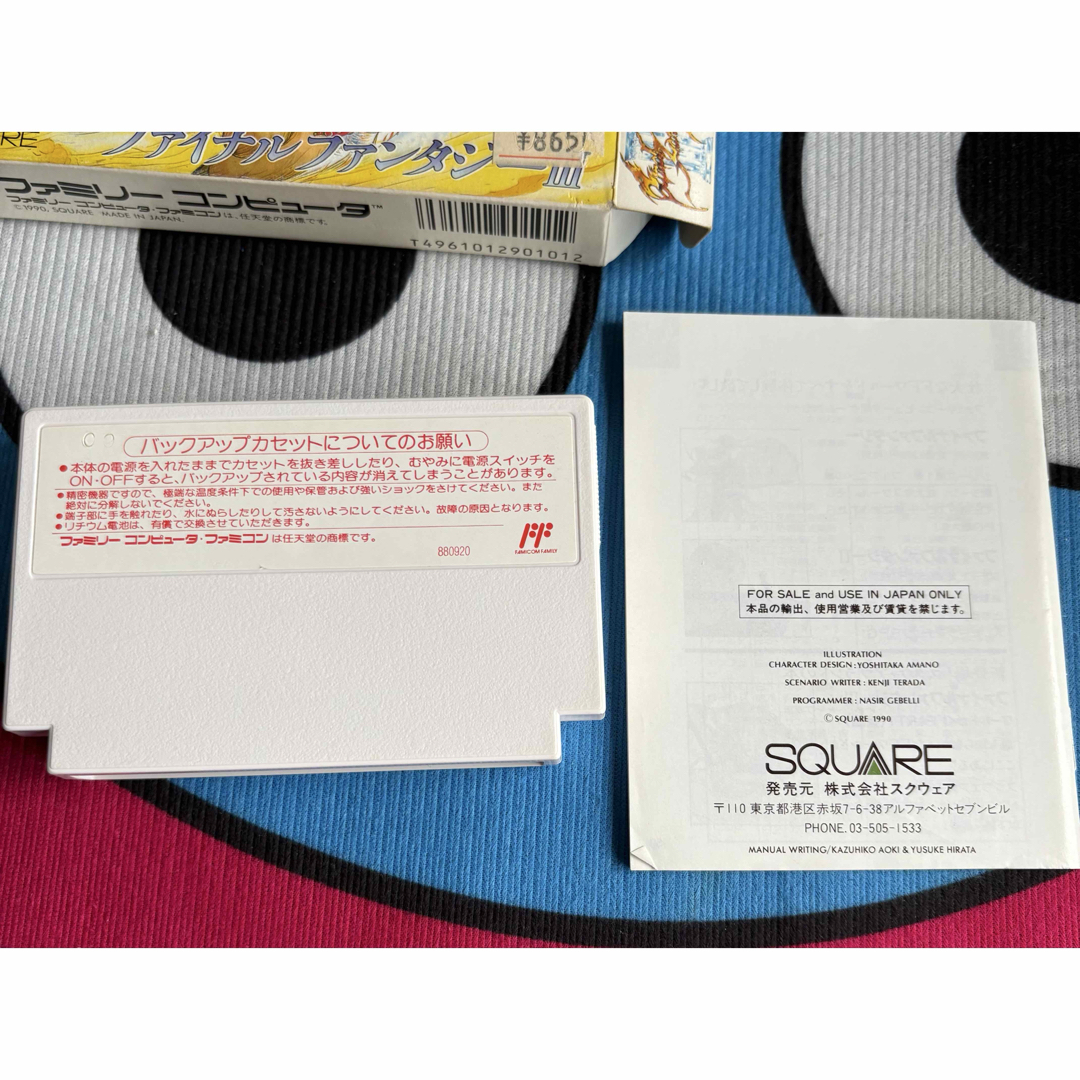 RE
ファイナルファンタジーIII
¥865
ファミリー コンピュータ™
ファミリー コンピュータ・ファミコンは、任天堂の商標です。
©1990, SQUARE MADE IN JAPAN.
T4961012901012
バックアップカセットについてのお願い
●本体の電源を入れたままでカセットを抜き差ししたり、むやみに電源スイッチを
ON・OFFすると、バックアップされている内容が消えてしまうことがあります。
●精密機器ですので、極端な温度条件下での使用や保管および強いショックをさけてください。また
絶対に分解しないでください。
●端子部に手を触れたり、水にぬらしたりして汚さないようにしてください。故障の原因となります。
●リチウム電池は、有償で交換させていただきます。
ファミリー コンピュータ・ファミコンは任天堂の商標です。
880920
FAMICOM FAMILY
FOR SALE and USE IN JAPAN ONLY
本品の輸出、使用営業及び賃貸を禁じます。
ILLUSTRATION
CHARACTER DESIGN : YOSHITAKA AMANO
SCENARIO WRITER : KENJI TERADA
PROGRAMMER : NASIR GEBELLI
© SQUARE 1990
SQUARE
発売元 株式会社スクウェア
〒110 東京都港区赤坂7-6-38アルファベットセブンビル
PHONE. 03-505-1533
MANUAL WRITING/KAZUHIKO AOKI & YUSUKE HIRATA